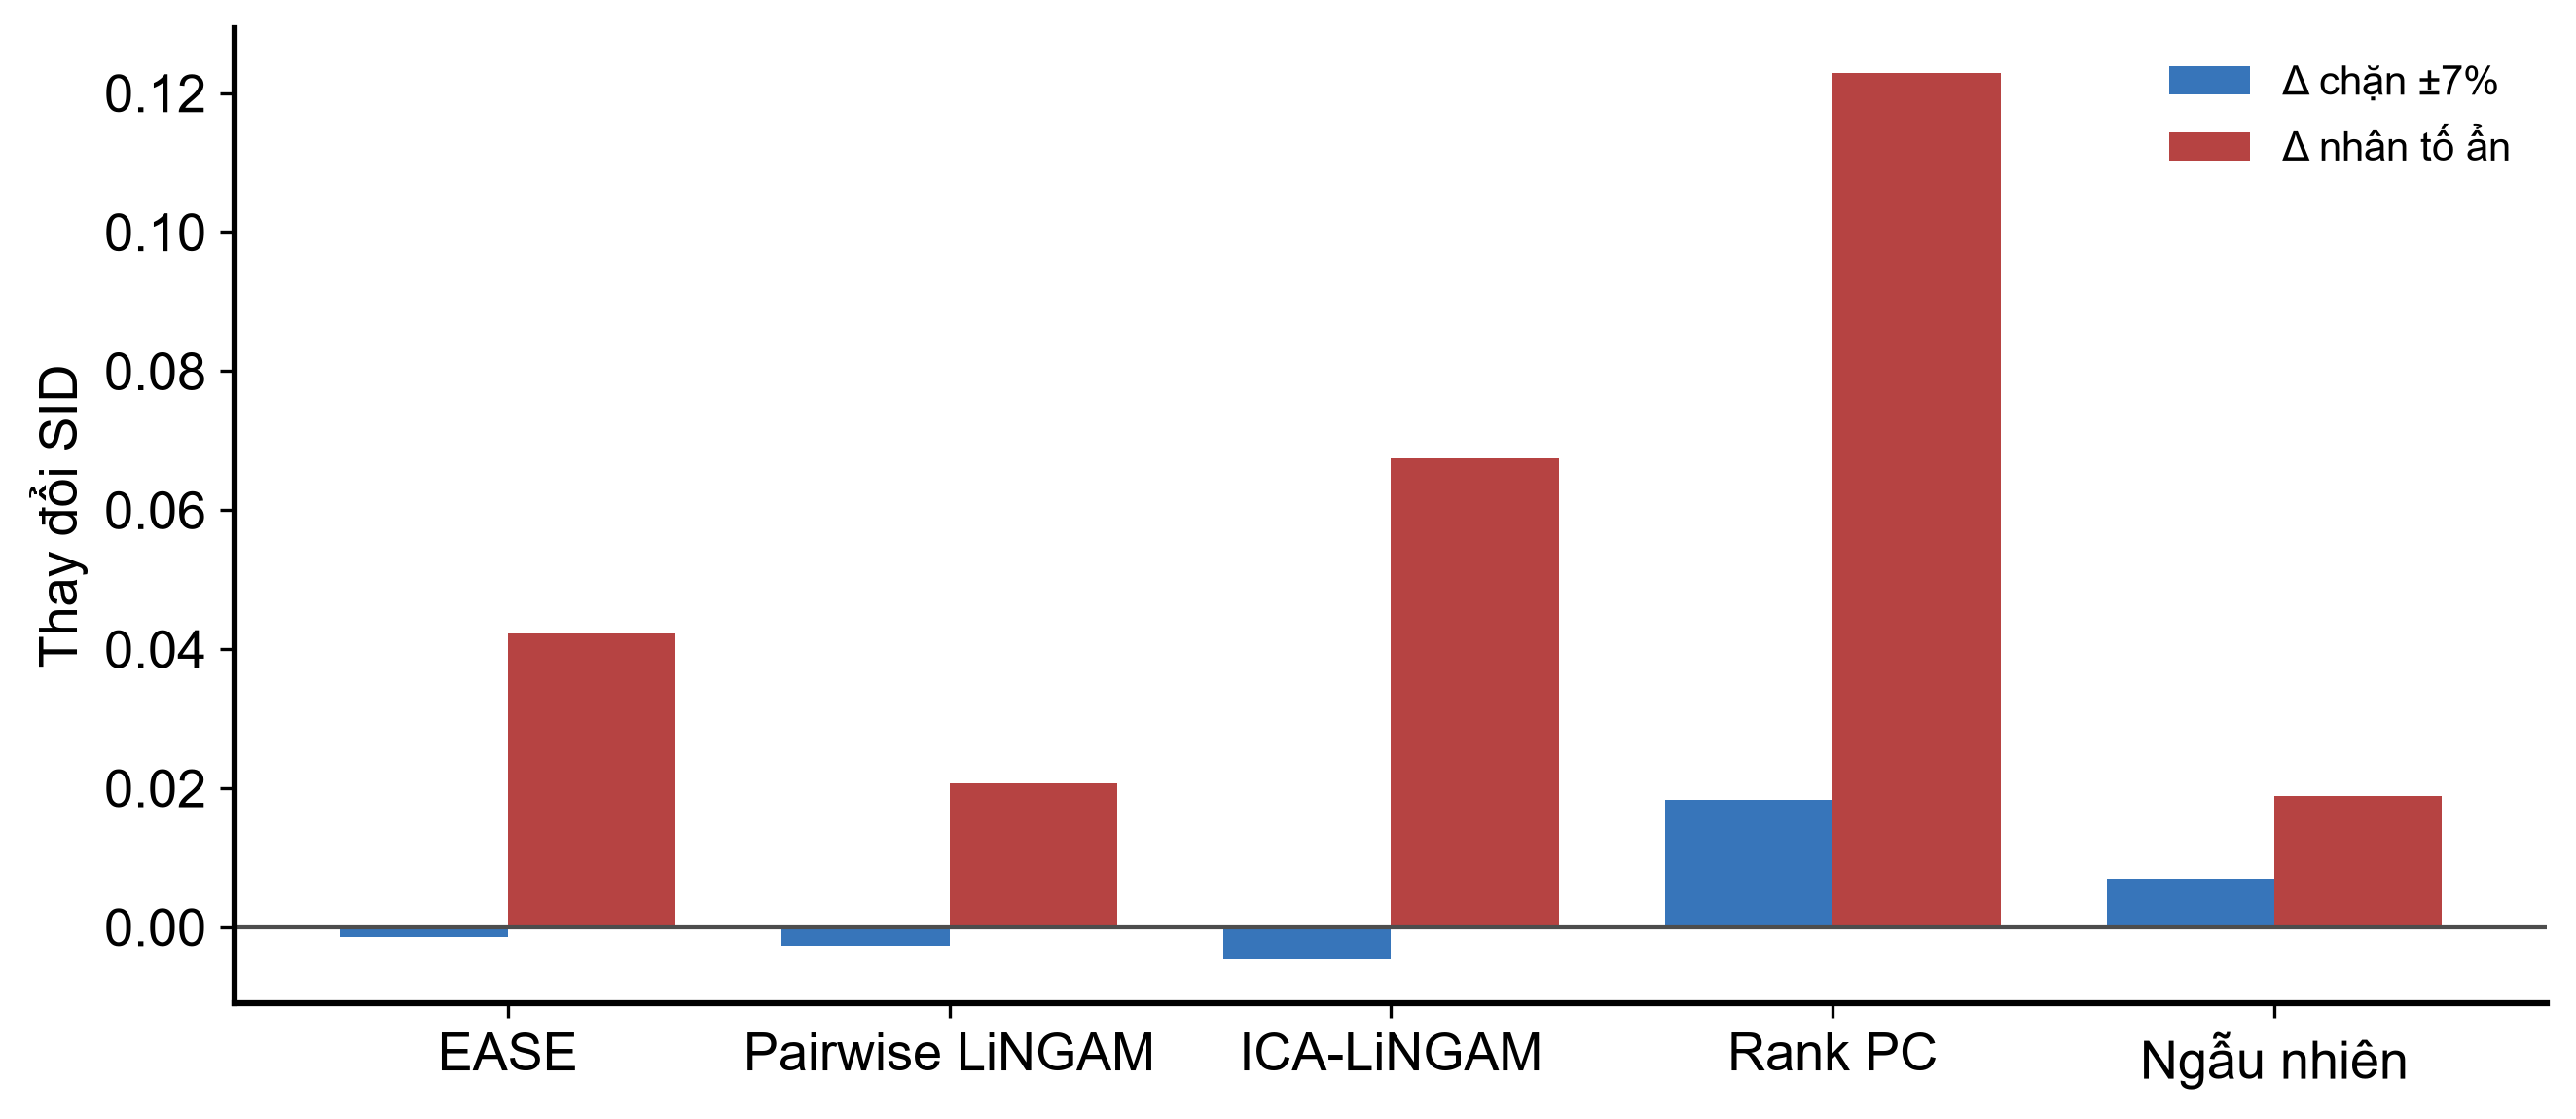 Thay đổi SID
0.12
0.10
0.08
0.06
0.04
0.02
0.00
Δ chặn ±7%
Δ nhân tố ẩn
EASE
Pairwise LiNGAM
ICA-LiNGAM
Rank PC
Ngẫu nhiên